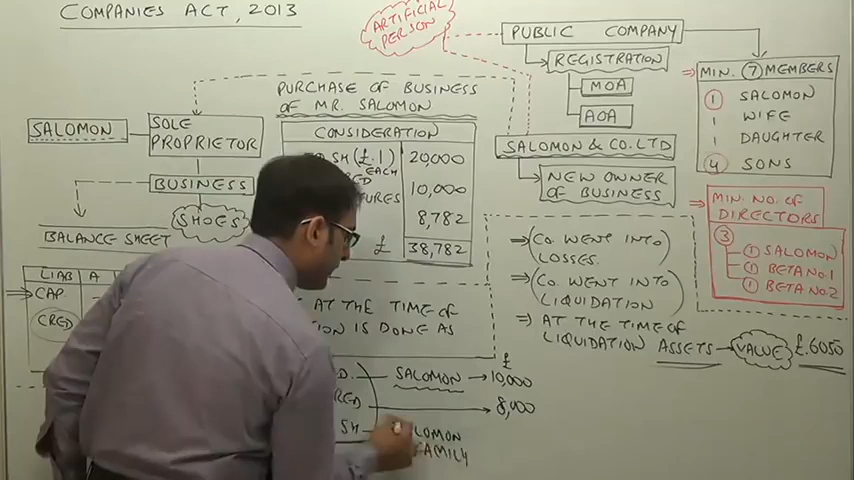 COMPANIES ACT, 2013
ARTIFICIAL
PERSON
PUBLIC COMPANY
REGISTRATION
MOA
AOA
SALOMON & CO. LTD
NEW OWNER
OF BUSINESS
MIN. 7 MEMBERS
1 SALOMON
1 WIFE
1 DAUGHTER
4 SONS
MIN. NO. OF
DIRECTORS
3
1 SALOMON
1 BETA NO.1
1 BETA NO.2
PURCHASE OF BUSINESS
OF MR. SALOMON
CONSIDERATION
SH (£.1) 20,000
EACH
10,000
8,782
£ 38,782
SALOMON
SOLE
PROPRIETOR
BUSINESS
SHOES
BALANCE SHEET
LIAB A
CAP
CRED
⇒ CO. WENT INTO
LOSSES.
⇒ CO. WENT INTO
LIQUIDATION
⇒ AT THE TIME OF
LIQUIDATION ASSETS → VALUE £.6050
AT THE TIME OF
IS DONE AS
£
SALOMON → 10,000
8,000
SH
FAMILY